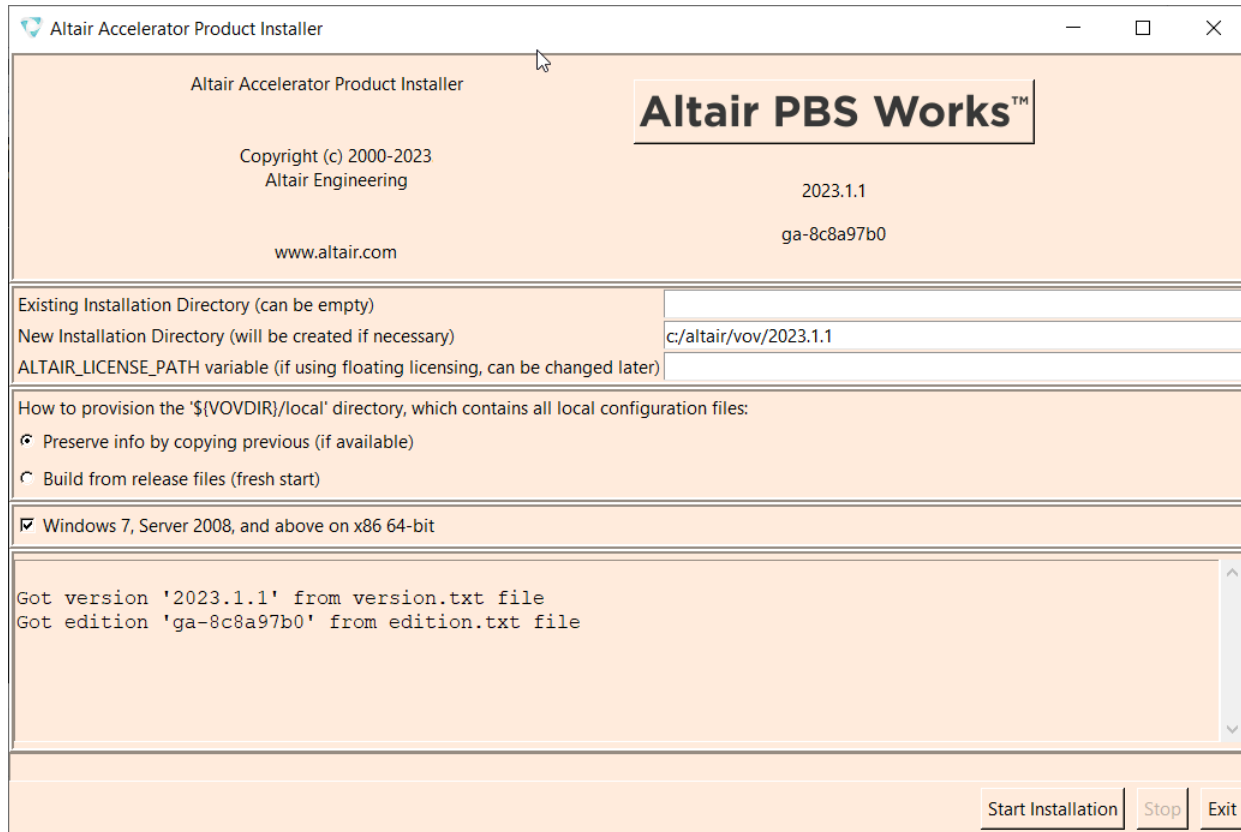 Altair Accelerator Product Installer
Altair Accelerator Product Installer
Copyright (c) 2000-2023
Altair Engineering
www.altair.com
Altair PBS Works™
2023.1.1
ga-8c8a97b0
Existing Installation Directory (can be empty)
New Installation Directory (will be created if necessary) c:/altair/vov/2023.1.1
ALTAIR_LICENSE_PATH variable (if using floating licensing, can be changed later)
How to provision the '${VOVDIR}/local' directory, which contains all local configuration files:
Preserve info by copying previous (if available)
Build from release files (fresh start)
Windows 7, Server 2008, and above on x86 64-bit
Got version '2023.1.1' from version.txt file
Got edition 'ga-8c8a97b0' from edition.txt file
Start Installation Stop Exit